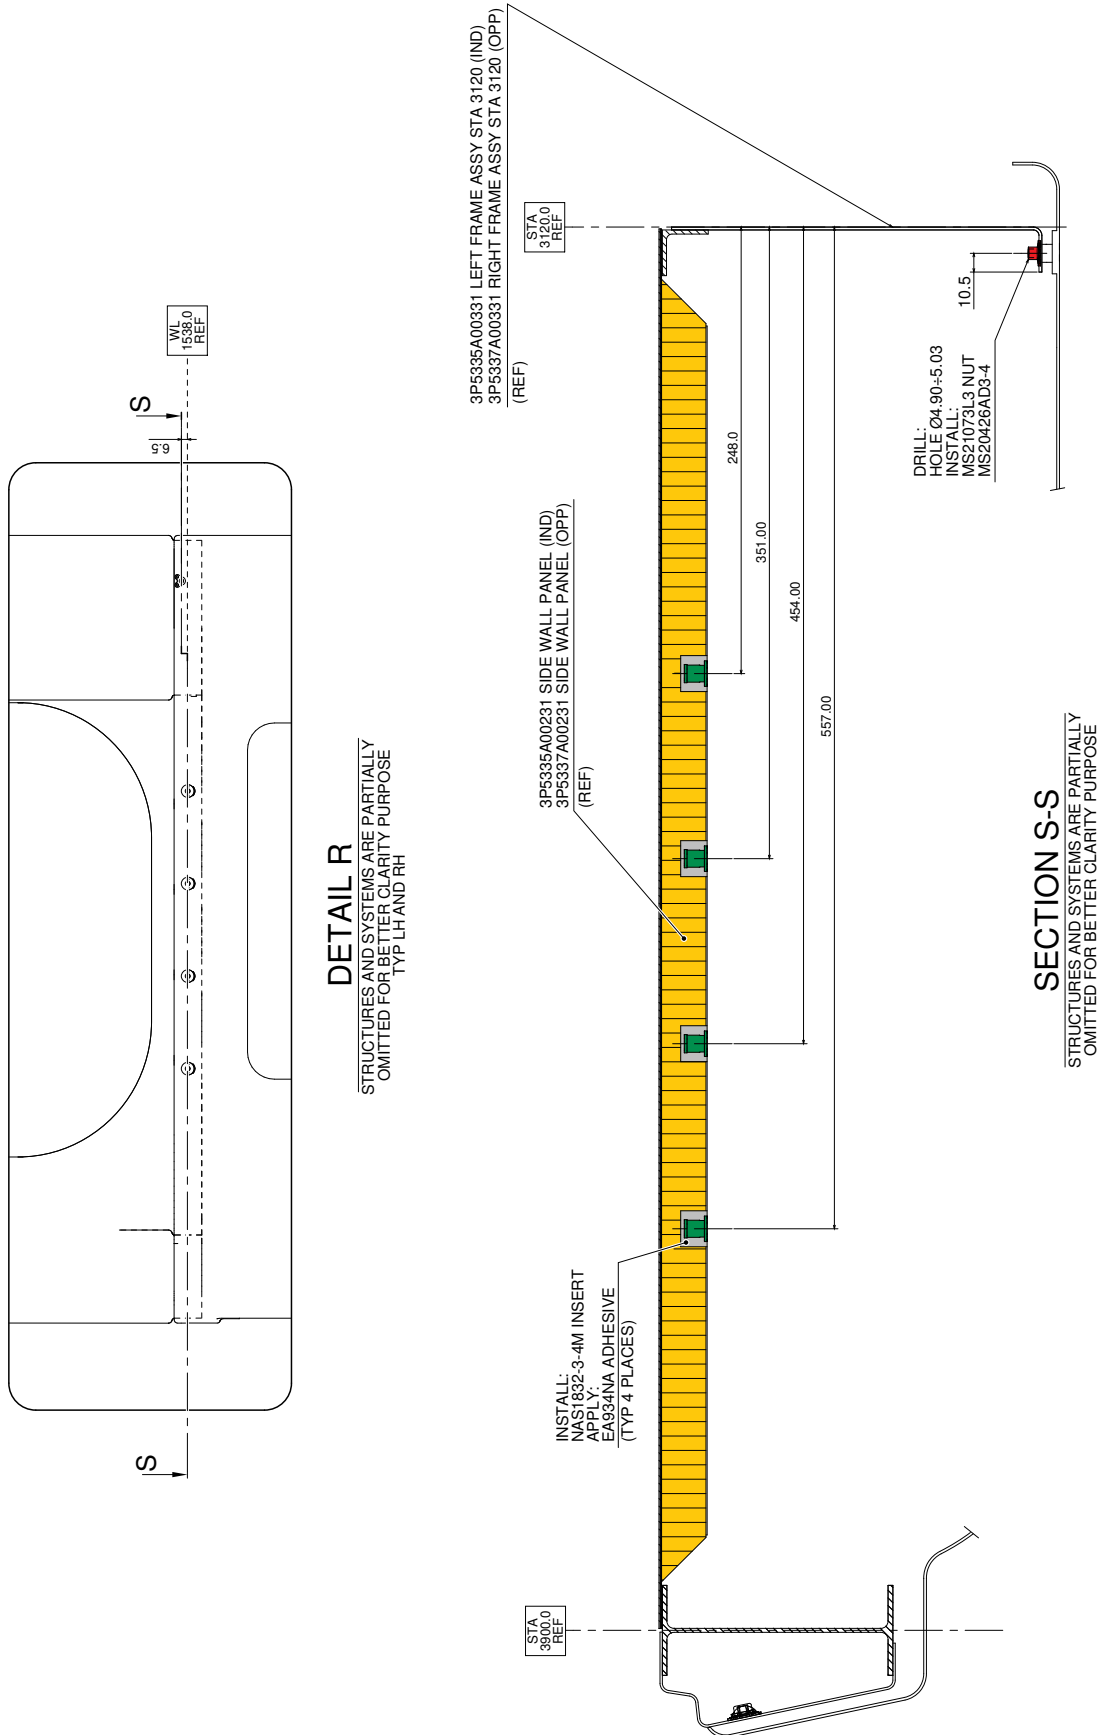 S
S
WL
1538.0
REF
6.5
DETAIL R
STRUCTURES AND SYSTEMS ARE PARTIALLY
OMITTED FOR BETTER CLARITY PURPOSE
TYP LH AND RH
3P5335A00331 LEFT FRAME ASSY STA 3120 (IND)
3P5337A00331 RIGHT FRAME ASSY STA 3120 (OPP)
(REF)
STA
3900.0
REF
STA
3120.0
REF
INSTALL:
NAS1832-3-4M INSERT
APPLY:
EA934NA ADHESIVE
(TYP 4 PLACES)
3P5335A00231 SIDE WALL PANEL (IND)
3P5337A00231 SIDE WALL PANEL (OPP)
(REF)
248.0
351.00
454.00
557.00
10.5
DRILL:
HOLE Ø4.90÷5.03
INSTALL:
MS21073L3 NUT
MS20426AD3-4
SECTION S-S
STRUCTURES AND SYSTEMS ARE PARTIALLY
OMITTED FOR BETTER CLARITY PURPOSE